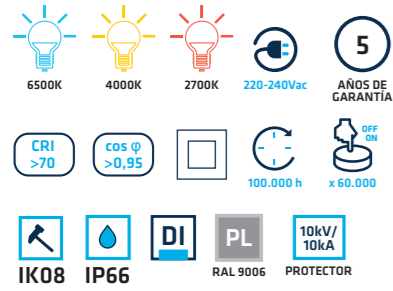 6500K
4000K
2700K
220-240Vac
5
AÑOS DE
GARANTÍA
CRI
>70
cos φ
>0,95
100.000 h
OFF
ON
x 60.000
IK08
IP66
DI
PL
RAL 9006
10kV/
10kA
PROTECTOR